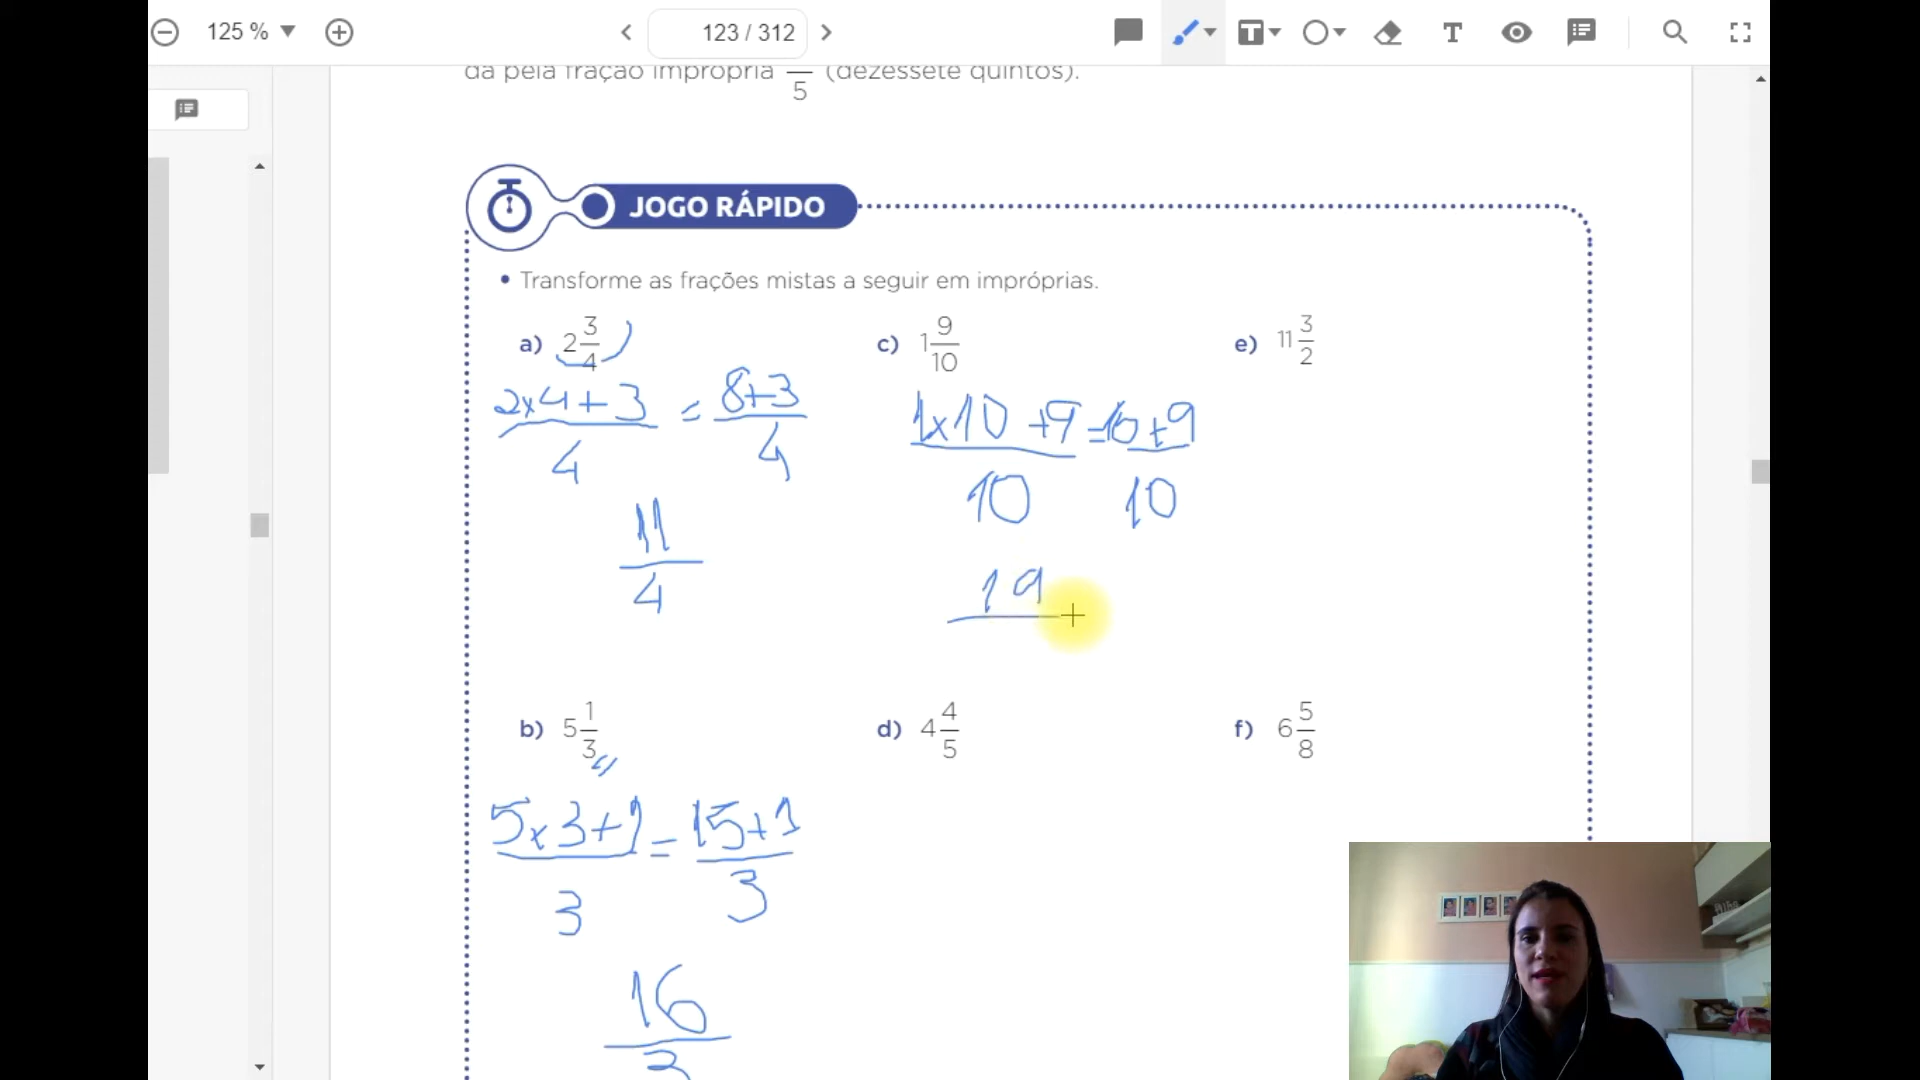 125 %
123 / 312
da pela fração imprópria —/5 (dezessete quintos).
JOGO RÁPIDO
• Transforme as frações mistas a seguir em impróprias.
a) 2 3/4
2x4+3/4 = 8+3/4
11/4
c) 1 9/10
1x10+9/10 = 10+9/10
19
e) 11 3/2
b) 5 1/3
5x3+1/3 = 15+1/3
16/3
d) 4 4/5
f) 6 5/8